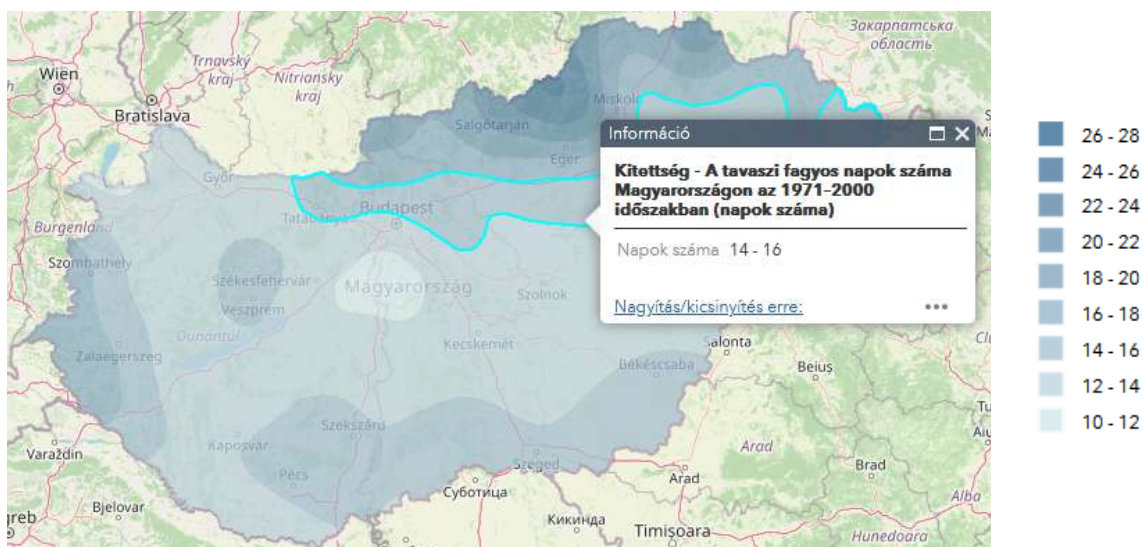 Закарпатська
область
Trnavský
kraj
Nitriansky
kraj
Wien
Bratislava
Miskolc
Salgótarján
Eger
Győr
Tatabánya
Budapest
Burgenland
Szombathely
Székesfehérvár
Magyarország
Szolnok
Veszprém
Dunántúl
Zalaegerszeg
Kecskemét
Békéscsaba
Salonta
Beiuș
Szekszárd
Kaposvár
Pécs
Szeged
Varaždin
Arad
Arad
Brad
Суботица
Alba
Bjelovar
Кикинда
Timișoara
Hunedoara
Információ
Kitettség - A tavaszi fagyos napok száma
Magyarországon az 1971-2000
időszakban (napok száma)
Napok száma 14 - 16
Nagyítás/kicsinyítés erre:
26 - 28
24 - 26
22 - 24
20 - 22
18 - 20
16 - 18
14 - 16
12 - 14
10 - 12